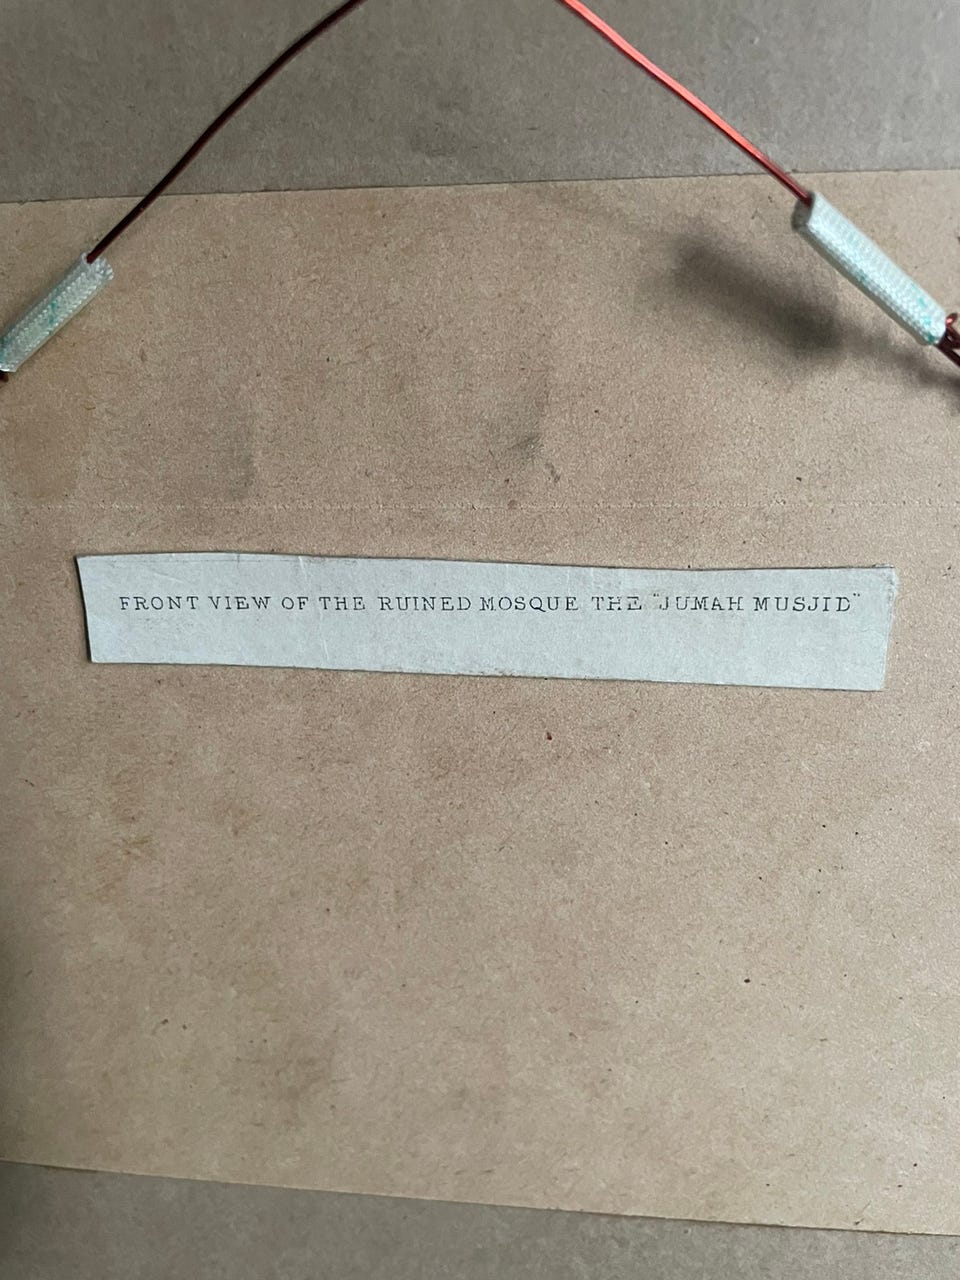 FRONT VIEW OF THE RUINED MOSQUE THE "JUMAH MUSJID"